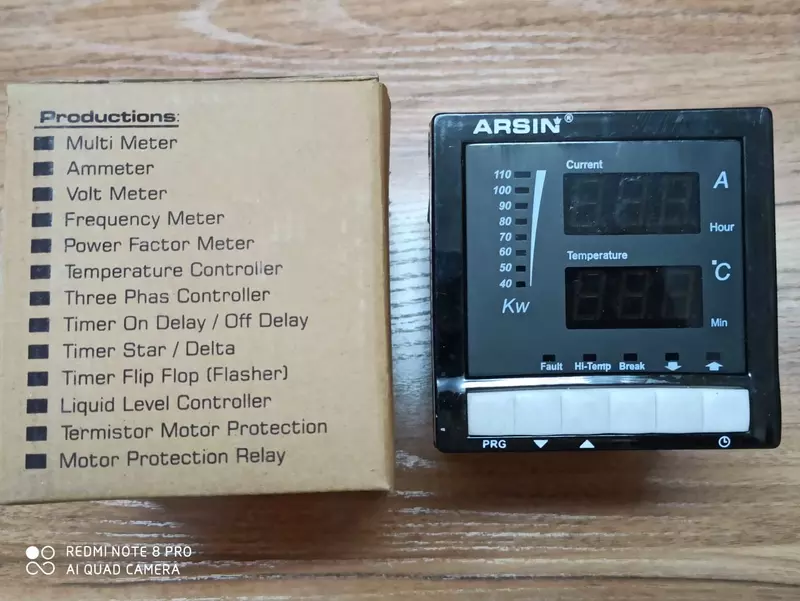 Productions:
Multi Meter
Ammeter
Volt Meter
Frequency Meter
Power Factor Meter
Temperature Controller
Three Phas Controller
Timer On Delay / Off Delay
Timer Star / Delta
Timer Flip Flop (Flasher)
Liquid Level Controller
Termistor Motor Protection
Motor Protection Relay
ARSIN®
Current
110
100
90
80
70
60
50
40
Kw
A
Hour
Temperature
°C
Min
Fault HI-Temp Break
PRG
REDMI NOTE 8 PRO
AI QUAD CAMERA